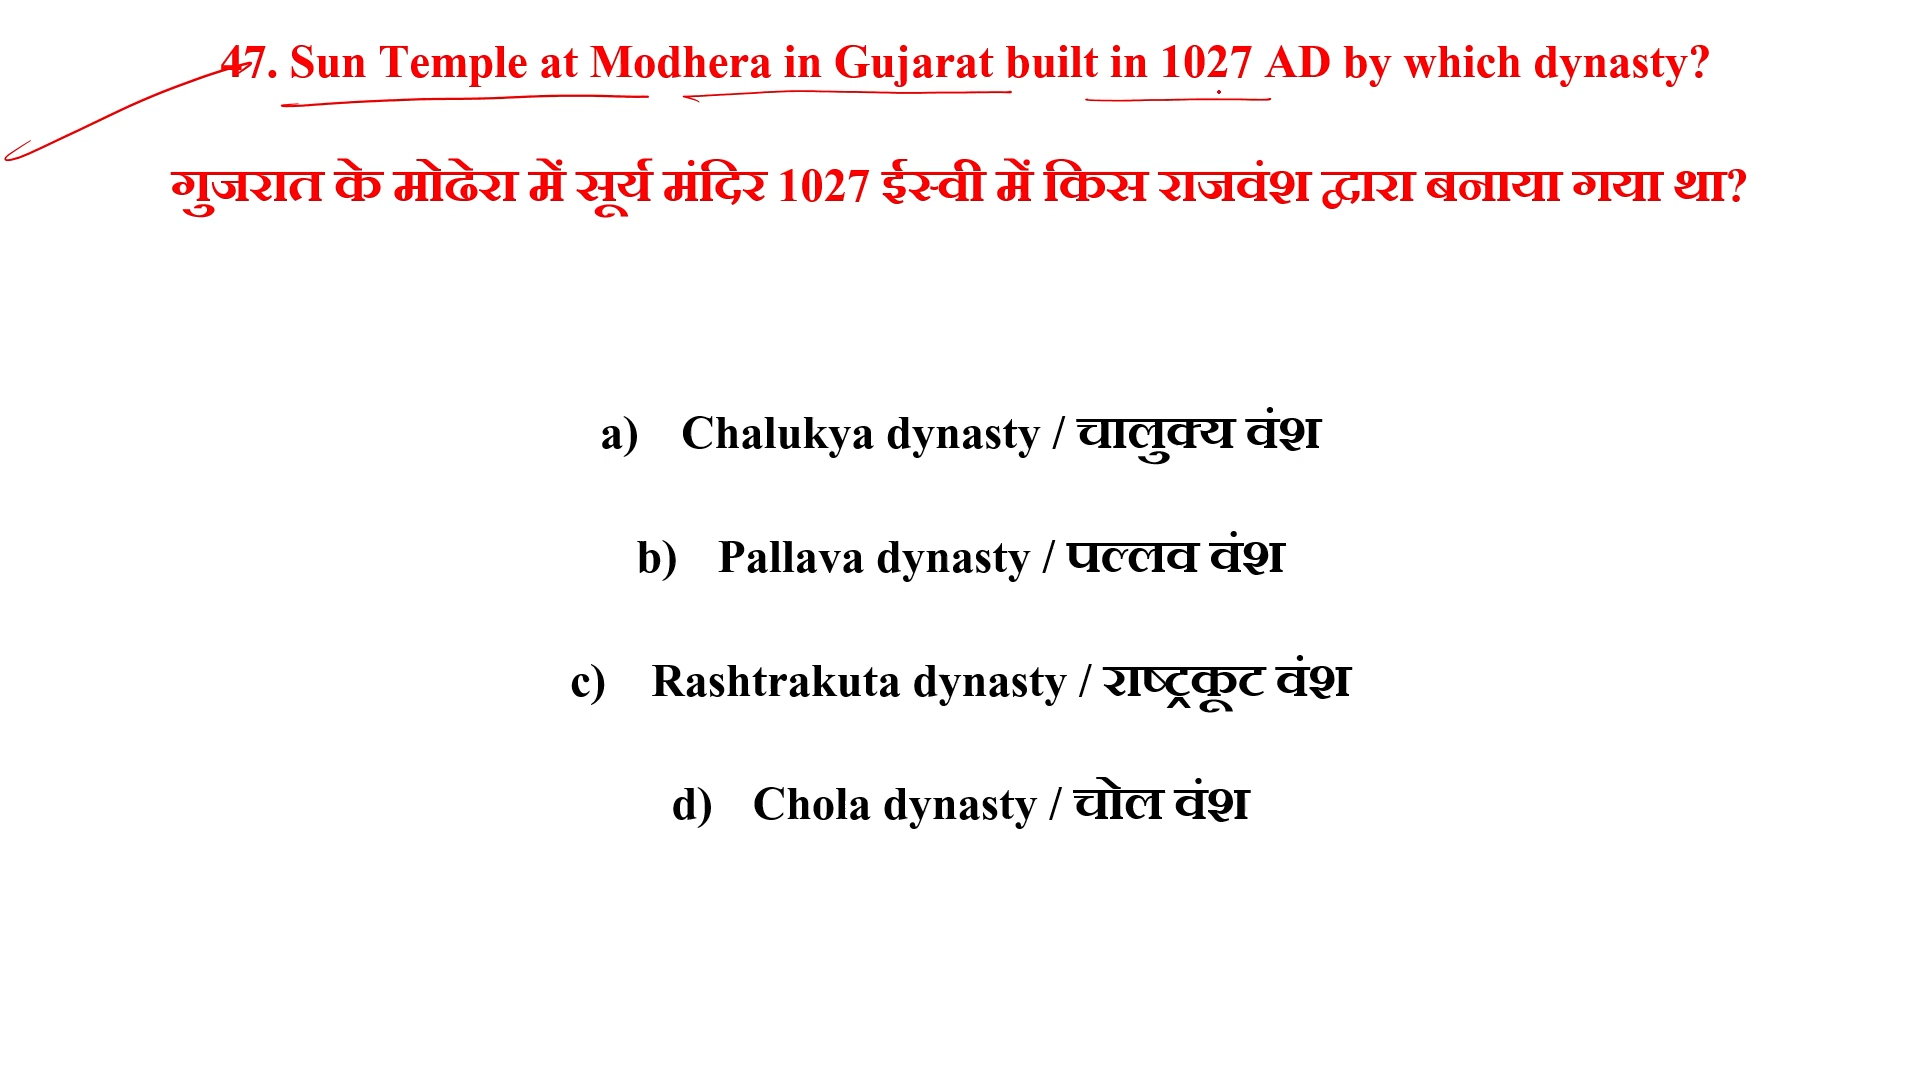 47. Sun Temple at Modhera in Gujarat built in 1027 AD by which dynasty?
गुजरात के मोढेरा में सूर्य मंदिर 1027 ईस्वी में किस राजवंश द्वारा बनाया गया था?
a) Chalukya dynasty / चालुक्य वंश
b) Pallava dynasty / पल्लव वंश
c) Rashtrakuta dynasty / राष्ट्रकूट वंश
d) Chola dynasty / चोल वंश